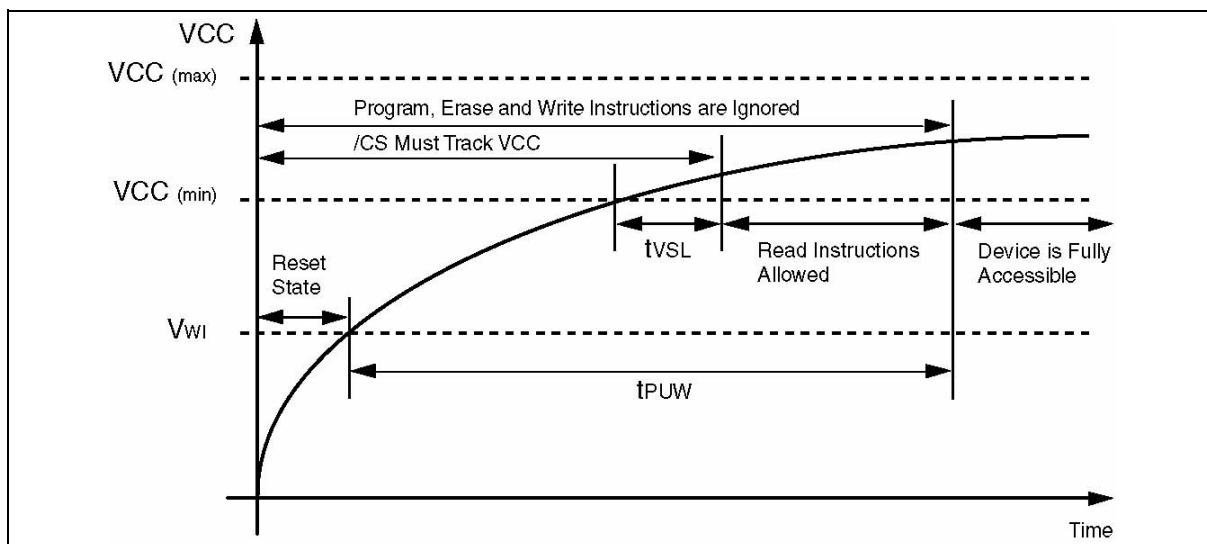 VCC
VCC (max)
Program, Erase and Write Instructions are Ignored
/CS Must Track VCC
VCC (min)
tVSL
Read Instructions
Allowed
Device is Fully
Accessible
Reset
State
VWI
tPUW
Time